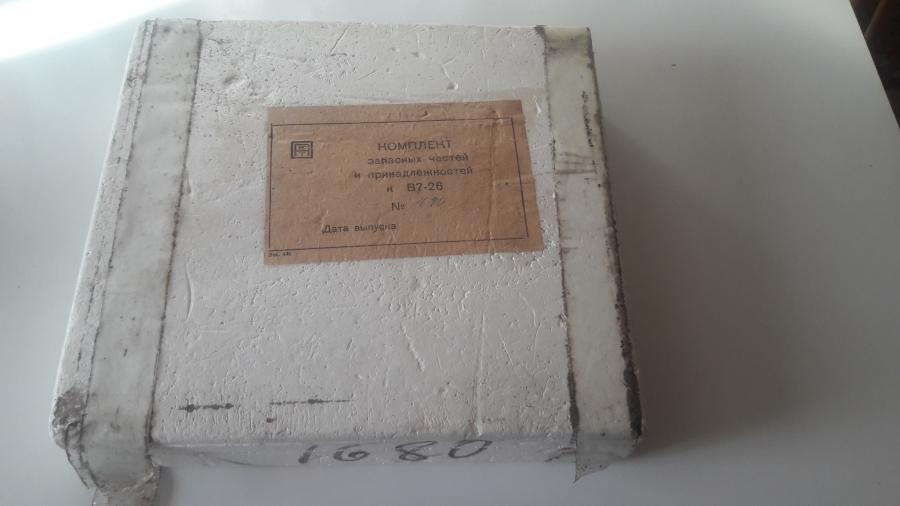 КОМПЛЕКТ
запасных частей
и принадлежностей
к В7-26
№
Дата выпуска
1680